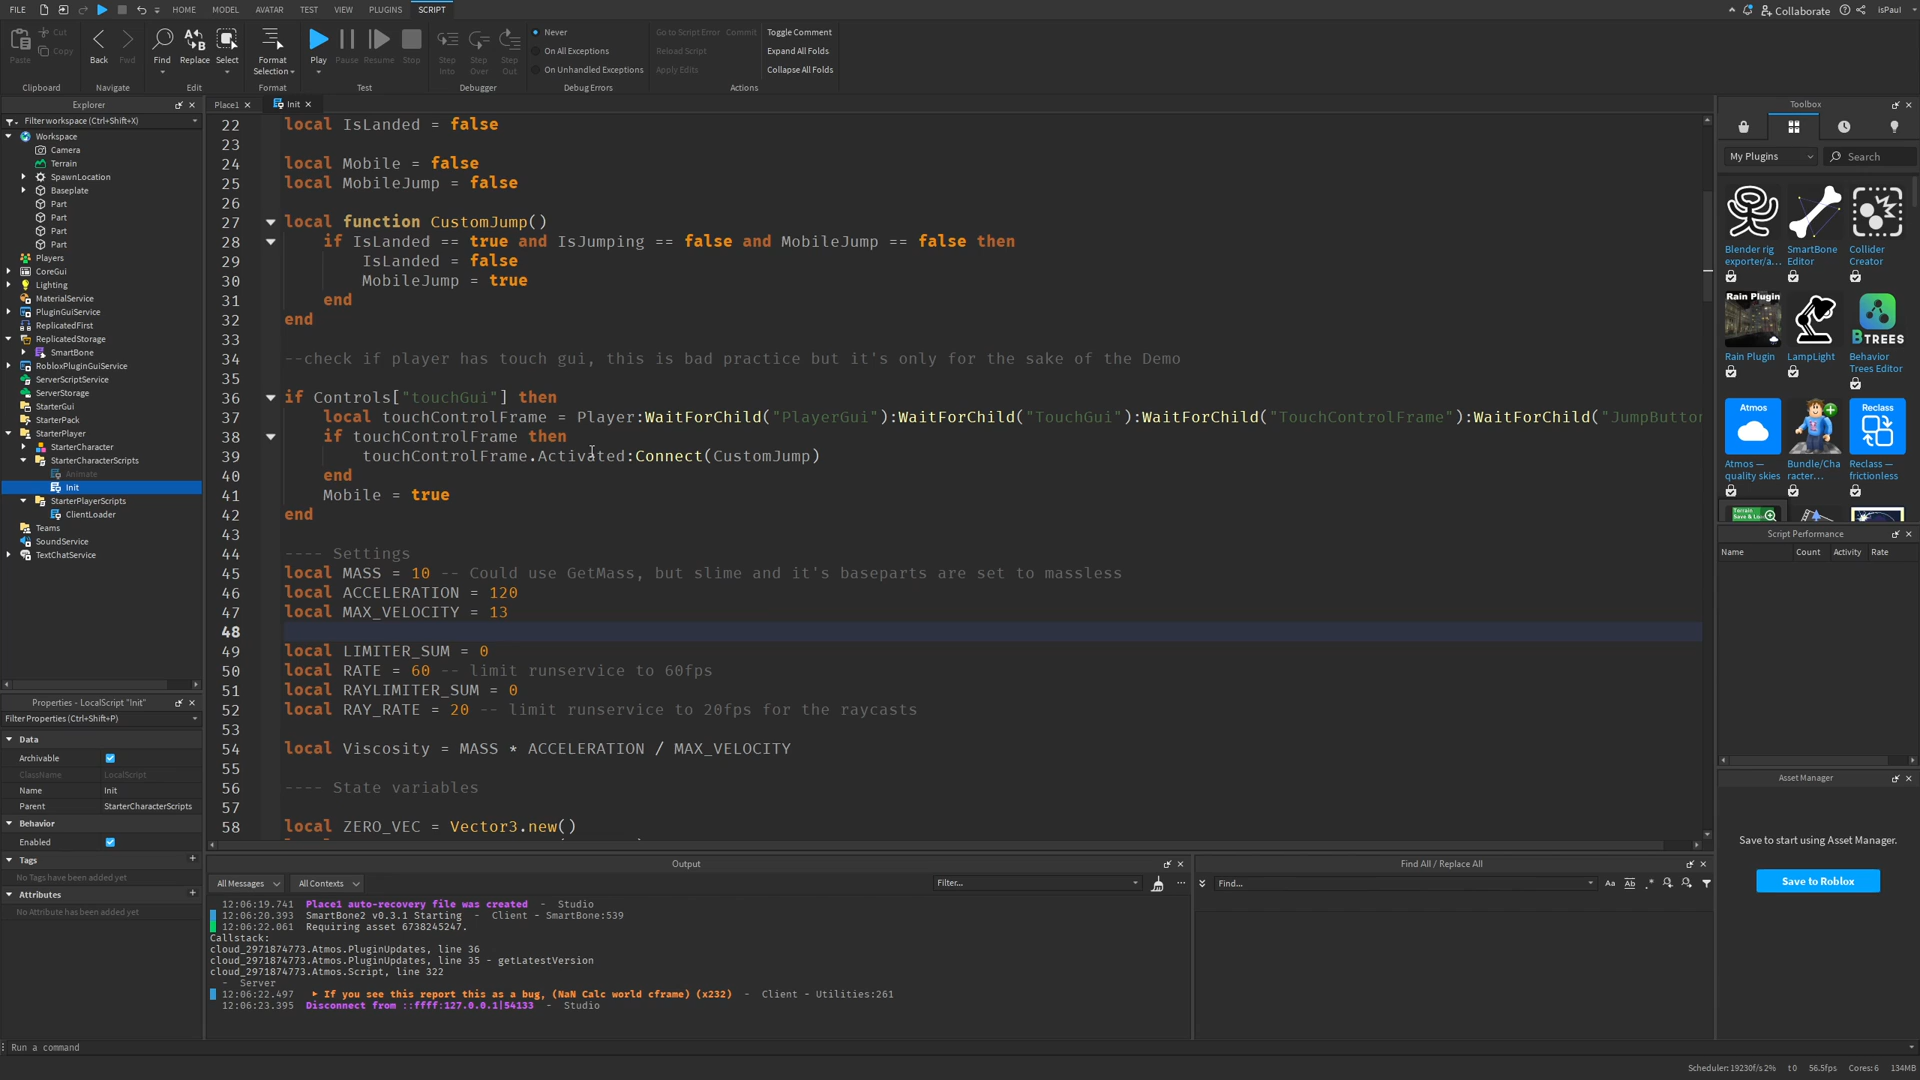 FILE HOME MODEL AVATAR TEST VIEW PLUGINS SCRIPT Collaborate isPaul
Paste Cut Copy Back Fwd Find Replace Select Format Selection Play Pause Resume Stop Step Into Step Over Step Out
Never
On All Exceptions
On Unhandled Exceptions
Go to Script Error Commit
Reload Script
Apply Edits
Toggle Comment
Expand All Folds
Collapse All Folds
Clipboard Navigate Edit Format Test Debugger Debug Errors Actions
Explorer
Filter workspace (Ctrl+Shift+X)
Workspace
Camera
Terrain
SpawnLocation
Baseplate
Part
Part
Part
Part
Players
CoreGui
Lighting
MaterialService
PluginGuiService
ReplicatedFirst
ReplicatedStorage
SmartBone
RobloxPluginGuiService
ServerScriptService
ServerStorage
StarterGui
StarterPack
StarterPlayer
StarterCharacter
StarterCharacterScripts
Animate
Init
StarterPlayerScripts
ClientLoader
Teams
SoundService
TextChatService
Properties - LocalScript "Init"
Filter Properties (Ctrl+Shift+P)
Data
Archivable
ClassName LocalScript
Name Init
Parent StarterCharacterScripts
Behavior
Enabled
Tags
No Tags have been added yet
Attributes
No Attribute has been added yet
Place1 Init
22 local IsLanded = false
23
24 local Mobile = false
25 local MobileJump = false
26
27 local function CustomJump()
28 if IsLanded == true and IsJumping == false and MobileJump == false then
29 IsLanded = false
30 MobileJump = true
31 end
32 end
33
34 --check if player has touch gui, this is bad practice but it's only for the sake of the Demo
35
36 if Controls["touchGui"] then
37 local touchControlFrame = Player:WaitForChild("PlayerGui"):WaitForChild("TouchGui"):WaitForChild("TouchControlFrame"):WaitForChild("JumpButton
38 if touchControlFrame then
39 touchControlFrame.Activated:Connect(CustomJump)
40 end
41 Mobile = true
42 end
43
44 ---- Settings
45 local MASS = 10 -- Could use GetMass, but slime and it's baseparts are set to massless
46 local ACCELERATION = 120
47 local MAX_VELOCITY = 13
48
49 local LIMITER_SUM = 0
50 local RATE = 60 -- limit runservice to 60fps
51 local RAYLIMITER_SUM = 0
52 local RAY_RATE = 20 -- limit runservice to 20fps for the raycasts
53
54 local Viscosity = MASS * ACCELERATION / MAX_VELOCITY
55
56 ---- State variables
57
58 local ZERO_VEC = Vector3.new()
Output
All Messages All Contexts Filter...
12:06:19.741 Place1 auto-recovery file was created - Studio
12:06:20.393 SmartBone2 v0.3.1 Starting - Client - SmartBone:539
12:06:22.061 Requiring asset 6738245247.
Callstack:
cloud_2971874773.Atmos.PluginUpdates, line 36
cloud_2971874773.Atmos.PluginUpdates, line 35 - getLatestVersion
cloud_2971874773.Atmos.Script, line 322
- Server
12:06:22.497 If you see this report this as a bug, (NaN Calc world cframe) (x232) - Client - Utilities:261
12:06:23.395 Disconnect from ::ffff:127.0.0.1|54133 - Studio
Find All / Replace All
Find...
Aa Ab .*
Toolbox
My Plugins Search
Blender rig exporter/a...
SmartBone Editor
Collider Creator
Rain Plugin
BTREES
Rain Plugin
LampLight
Behavior Trees Editor
Atmos
Reclass
Atmos — quality skies
Bundle/Cha racter...
Reclass — frictionless
Script Performance
Name Count Activity Rate
Asset Manager
Save to start using Asset Manager.
Save to Roblox
Run a command
Scheduler: 19230f/s 2% t 0 56.5fps Cores: 6 134MB